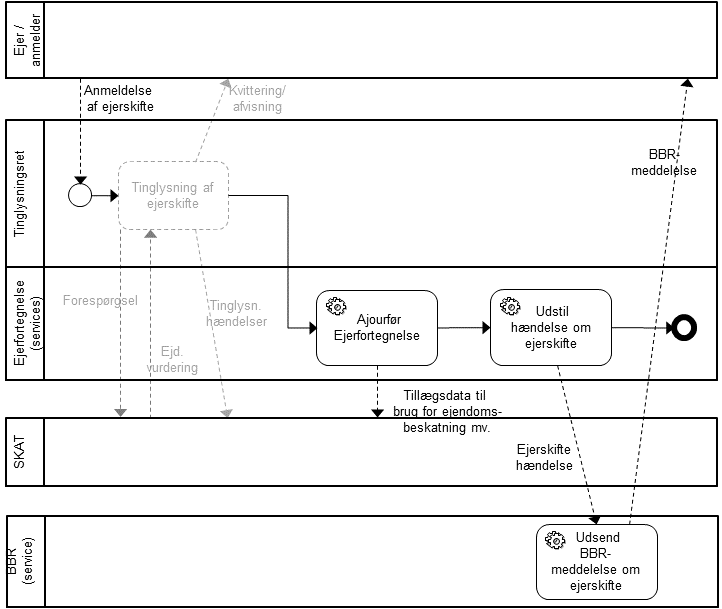 Ejer /
anmelder
Anmeldelse
af ejerskifte
Kvittering/
afvisning
Tinglysningsret
Tinglysning af
ejerskifte
BBR-
meddelelse
Forespørgsel
Ejd.
vurdering
Tinglysn.
hændelser
Ejerfortegnelse
(services)
Ajourfør
Ejerfortegnelse
Udstil
hændelse om
ejerskifte
Tillægsdata til
brug for ejendoms-
beskatning mv.
SKAT
Ejerskifte
hændelse
BBR
(service)
Udsend
BBR-
meddelelse om
ejerskifte